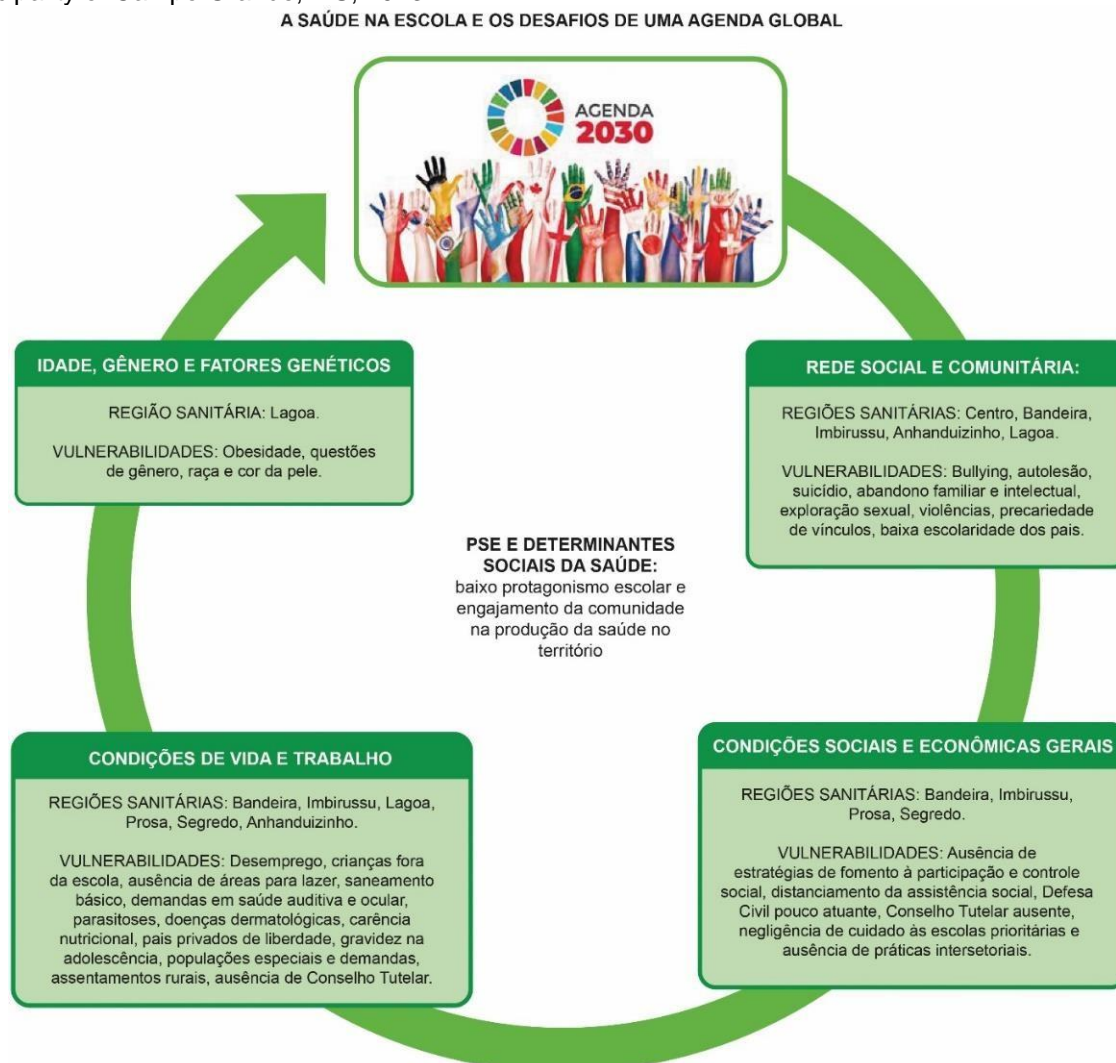 A SAÚDE NA ESCOLA E OS DESAFIOS DE UMA AGENDA GLOBAL
AGENDA
2030
IDADE, GÊNERO E FATORES GENÉTICOS
REGIÃO SANITÁRIA: Lagoa.
VULNERABILIDADES: Obesidade, questões
de gênero, raça e cor da pele.
REDE SOCIAL E COMUNITÁRIA:
REGIÕES SANITÁRIAS: Centro, Bandeira,
Imbirussu, Anhanduizinho, Lagoa.
VULNERABILIDADES: Bullying, autolesão,
suicídio, abandono familiar e intelectual,
exploração sexual, violências, precariedade
de vínculos, baixa escolaridade dos pais.
PSE E DETERMINANTES
SOCIAIS DA SAÚDE:
baixo protagonismo escolar e
engajamento da comunidade
na produção da saúde no
território
CONDIÇÕES DE VIDA E TRABALHO
REGIÕES SANITÁRIAS: Bandeira, Imbirussu, Lagoa,
Prosa, Segredo, Anhanduizinho.
VULNERABILIDADES: Desemprego, crianças fora
da escola, ausência de áreas para lazer, saneamento
básico, demandas em saúde auditiva e ocular,
parasitoses, doenças dermatológicas, carência
nutricional, pais privados de liberdade, gravidez na
adolescência, populações especiais e demandas,
assentamentos rurais, ausência de Conselho Tutelar.
CONDIÇÕES SOCIAIS E ECONÔMICAS GERAIS
REGIÕES SANITÁRIAS: Bandeira, Imbirussu,
Prosa, Segredo.
VULNERABILIDADES: Ausência de
estratégias de fomento à participação e controle
social, distanciamento da assistência social, Defesa
Civil pouco atuante, Conselho Tutelar ausente,
negligência de cuidado às escolas prioritárias e
ausência de práticas intersetoriais.